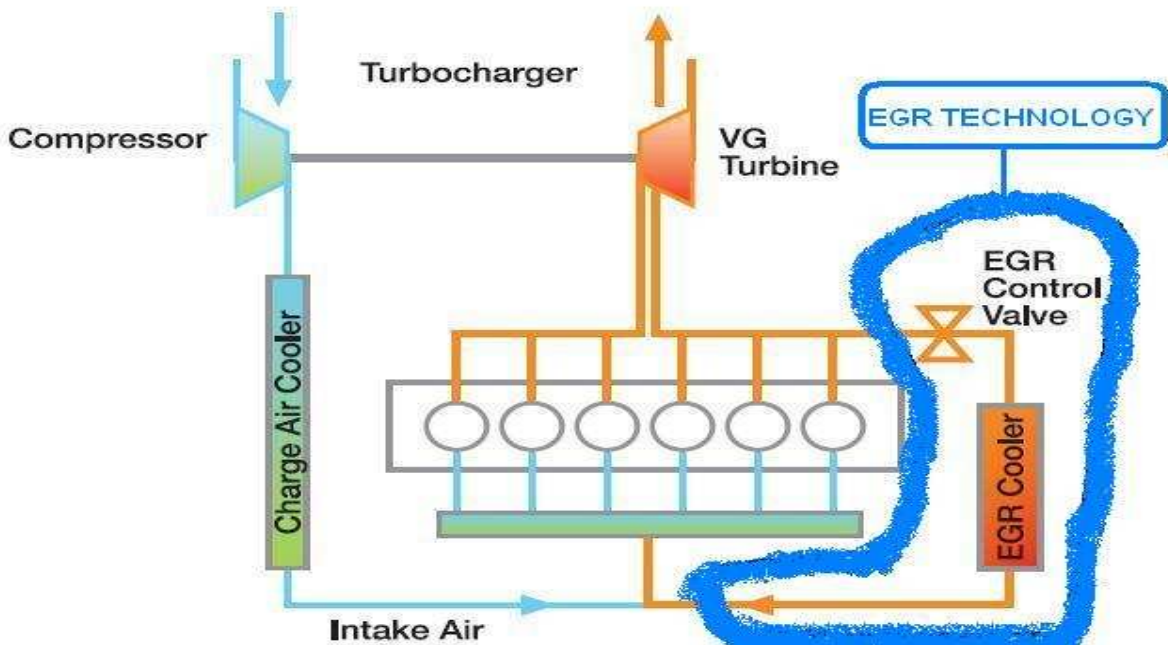 Turbocharger
EGR TECHNOLOGY
Compressor
VG
Turbine
EGR
Control
Valve
Charge Air Cooler
EGR Cooler
Intake Air